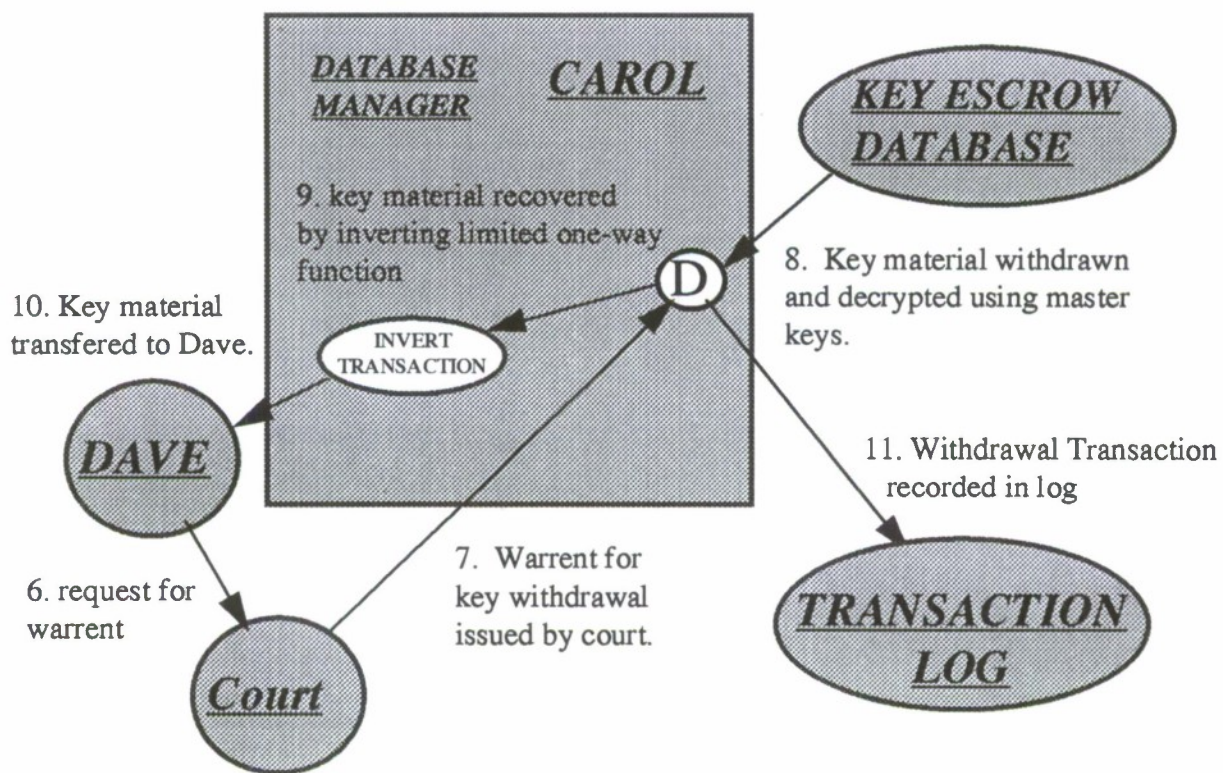 DATABASE
MANAGER
CAROL
KEY ESCROW
DATABASE
9. key material recovered
by inverting limited one-way
function
D
8. Key material withdrawn
and decrypted using master
keys.
10. Key material
transfered to Dave.
INVERT
TRANSACTION
DAVE
11. Withdrawal Transaction
recorded in log
7. Warrent for
key withdrawal
issued by court.
6. request for
warrent
TRANSACTION
LOG
Court